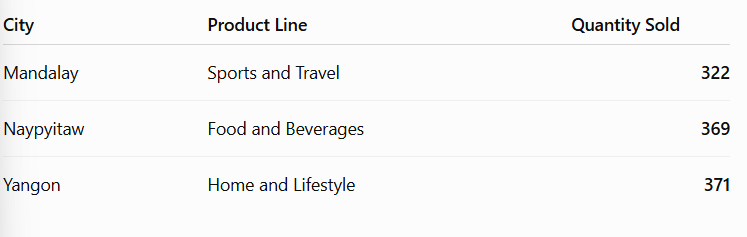 City Product Line Quantity Sold
Mandalay Sports and Travel 322
Naypyitaw Food and Beverages 369
Yangon Home and Lifestyle 371